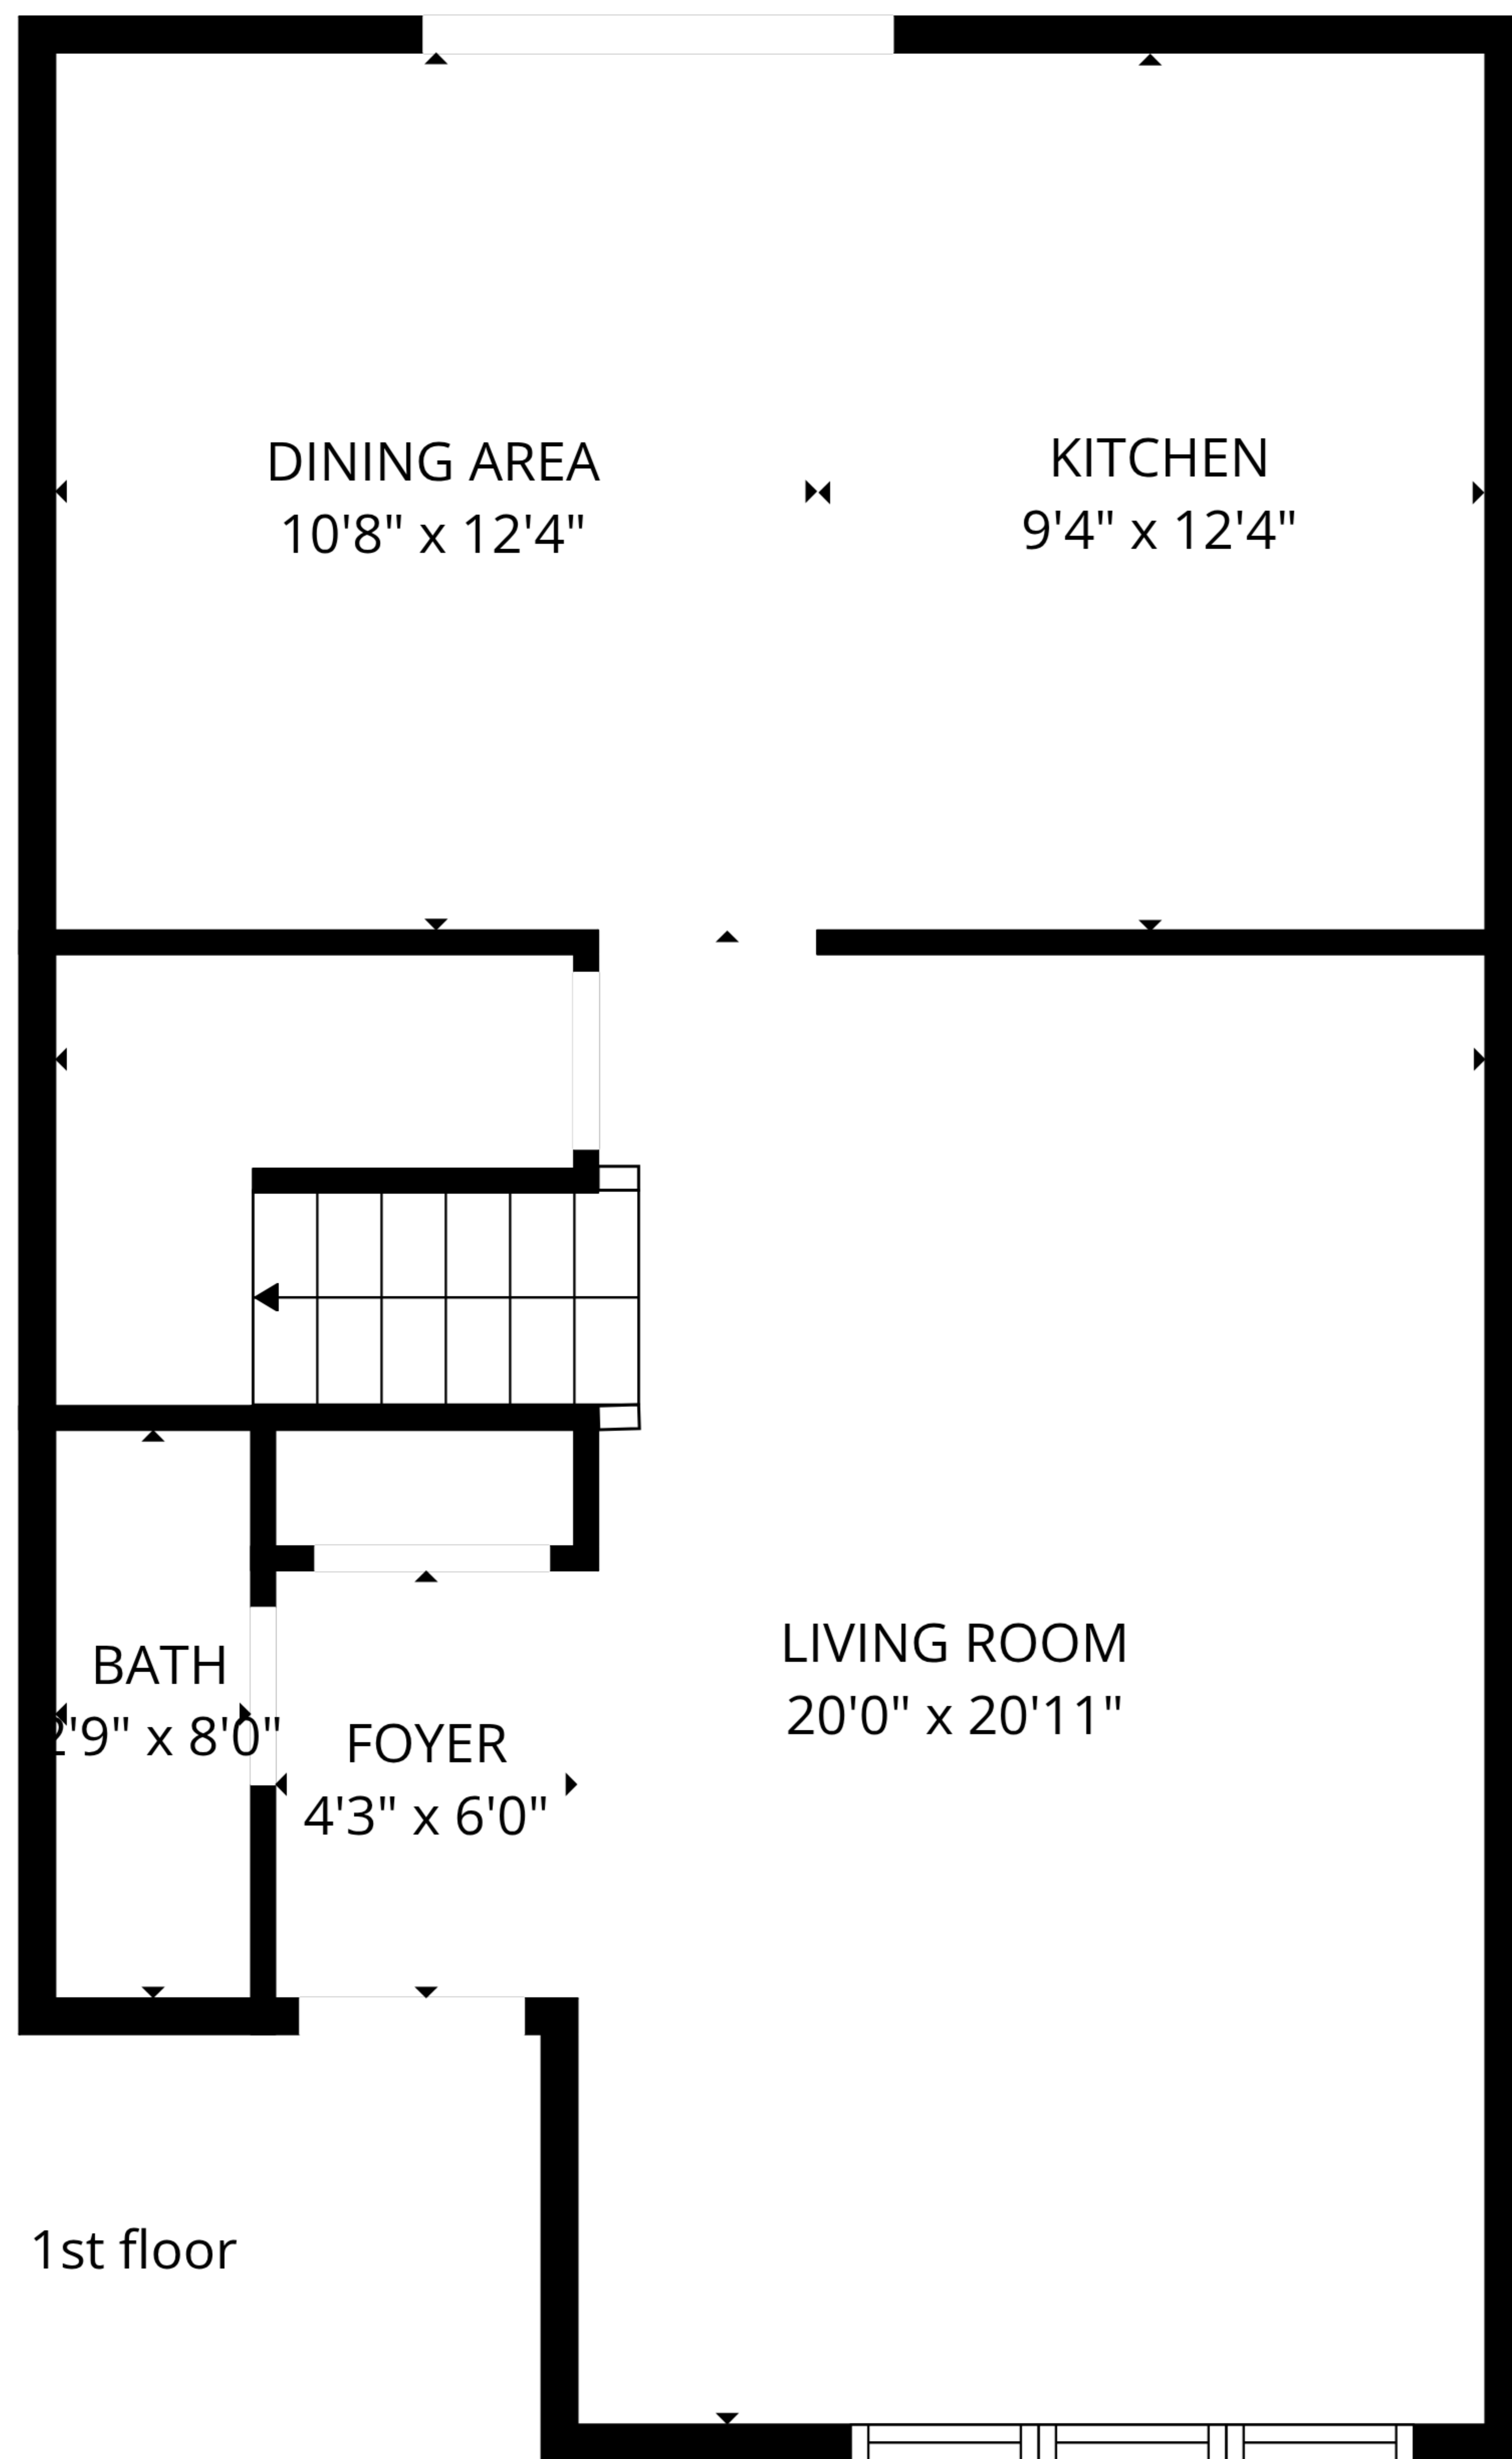 DINING AREA
10'8" x 12'4"
KITCHEN
9'4" x 12'4"
LIVING ROOM
20'0" x 20'11"
BATH
2'9" x 8'0"
FOYER
4'3" x 6'0"
1st floor